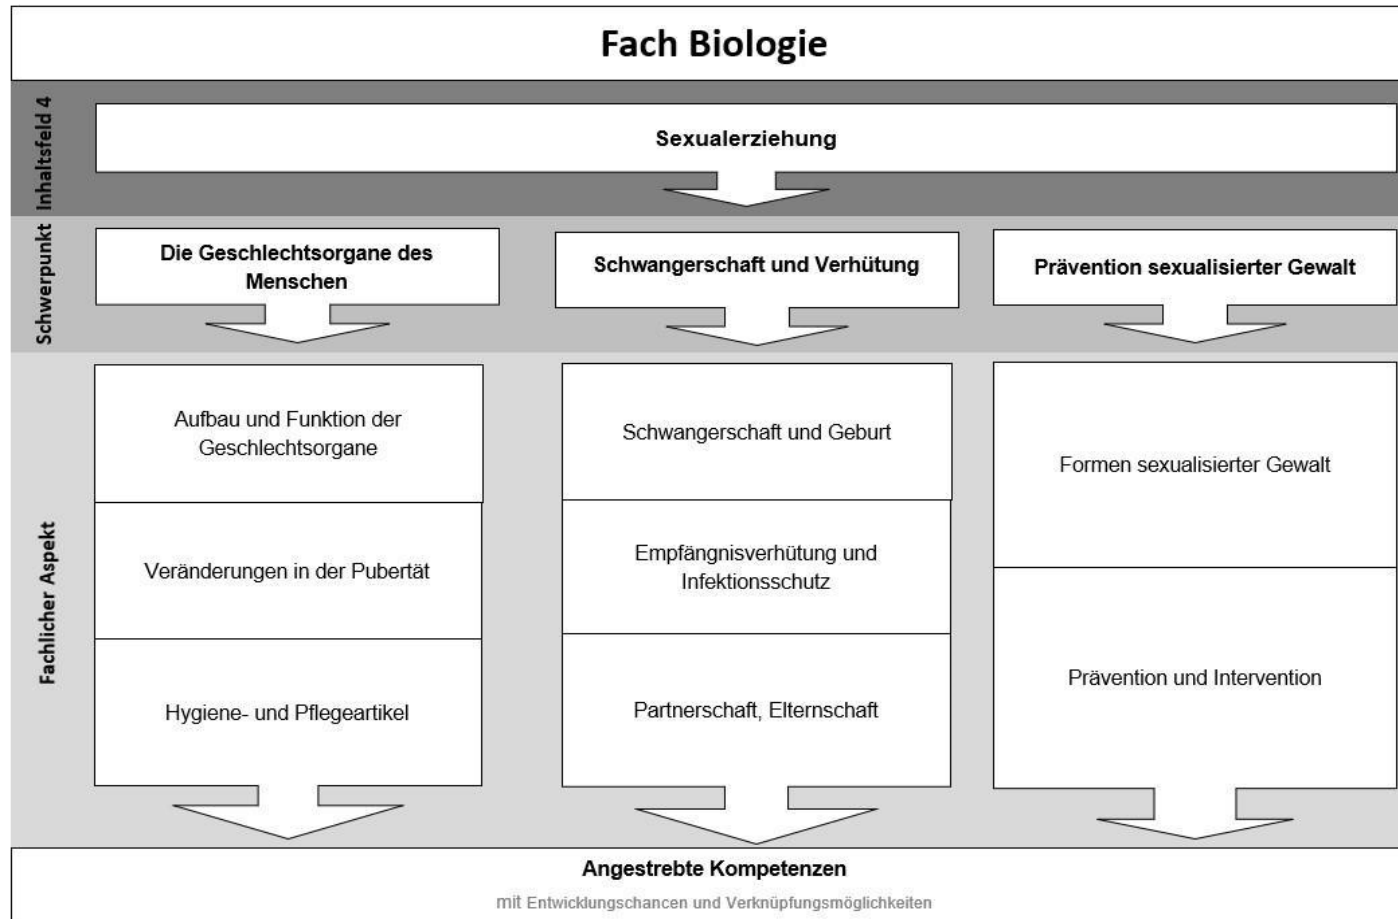 Fach Biologie
Inhaltsfeld 4
Sexualerziehung
Schwerpunkt
Die Geschlechtsorgane des
Menschen
Schwangerschaft und Verhütung
Prävention sexualisierter Gewalt
Fachlicher Aspekt
Aufbau und Funktion der
Geschlechtsorgane
Veränderungen in der Pubertät
Hygiene- und Pflegeartikel
Schwangerschaft und Geburt
Empfängnisverhütung und
Infektionsschutz
Partnerschaft, Elternschaft
Formen sexualisierter Gewalt
Prävention und Intervention
Angestrebte Kompetenzen
mit Entwicklungschancen und Verknüpfungsmöglichkeiten